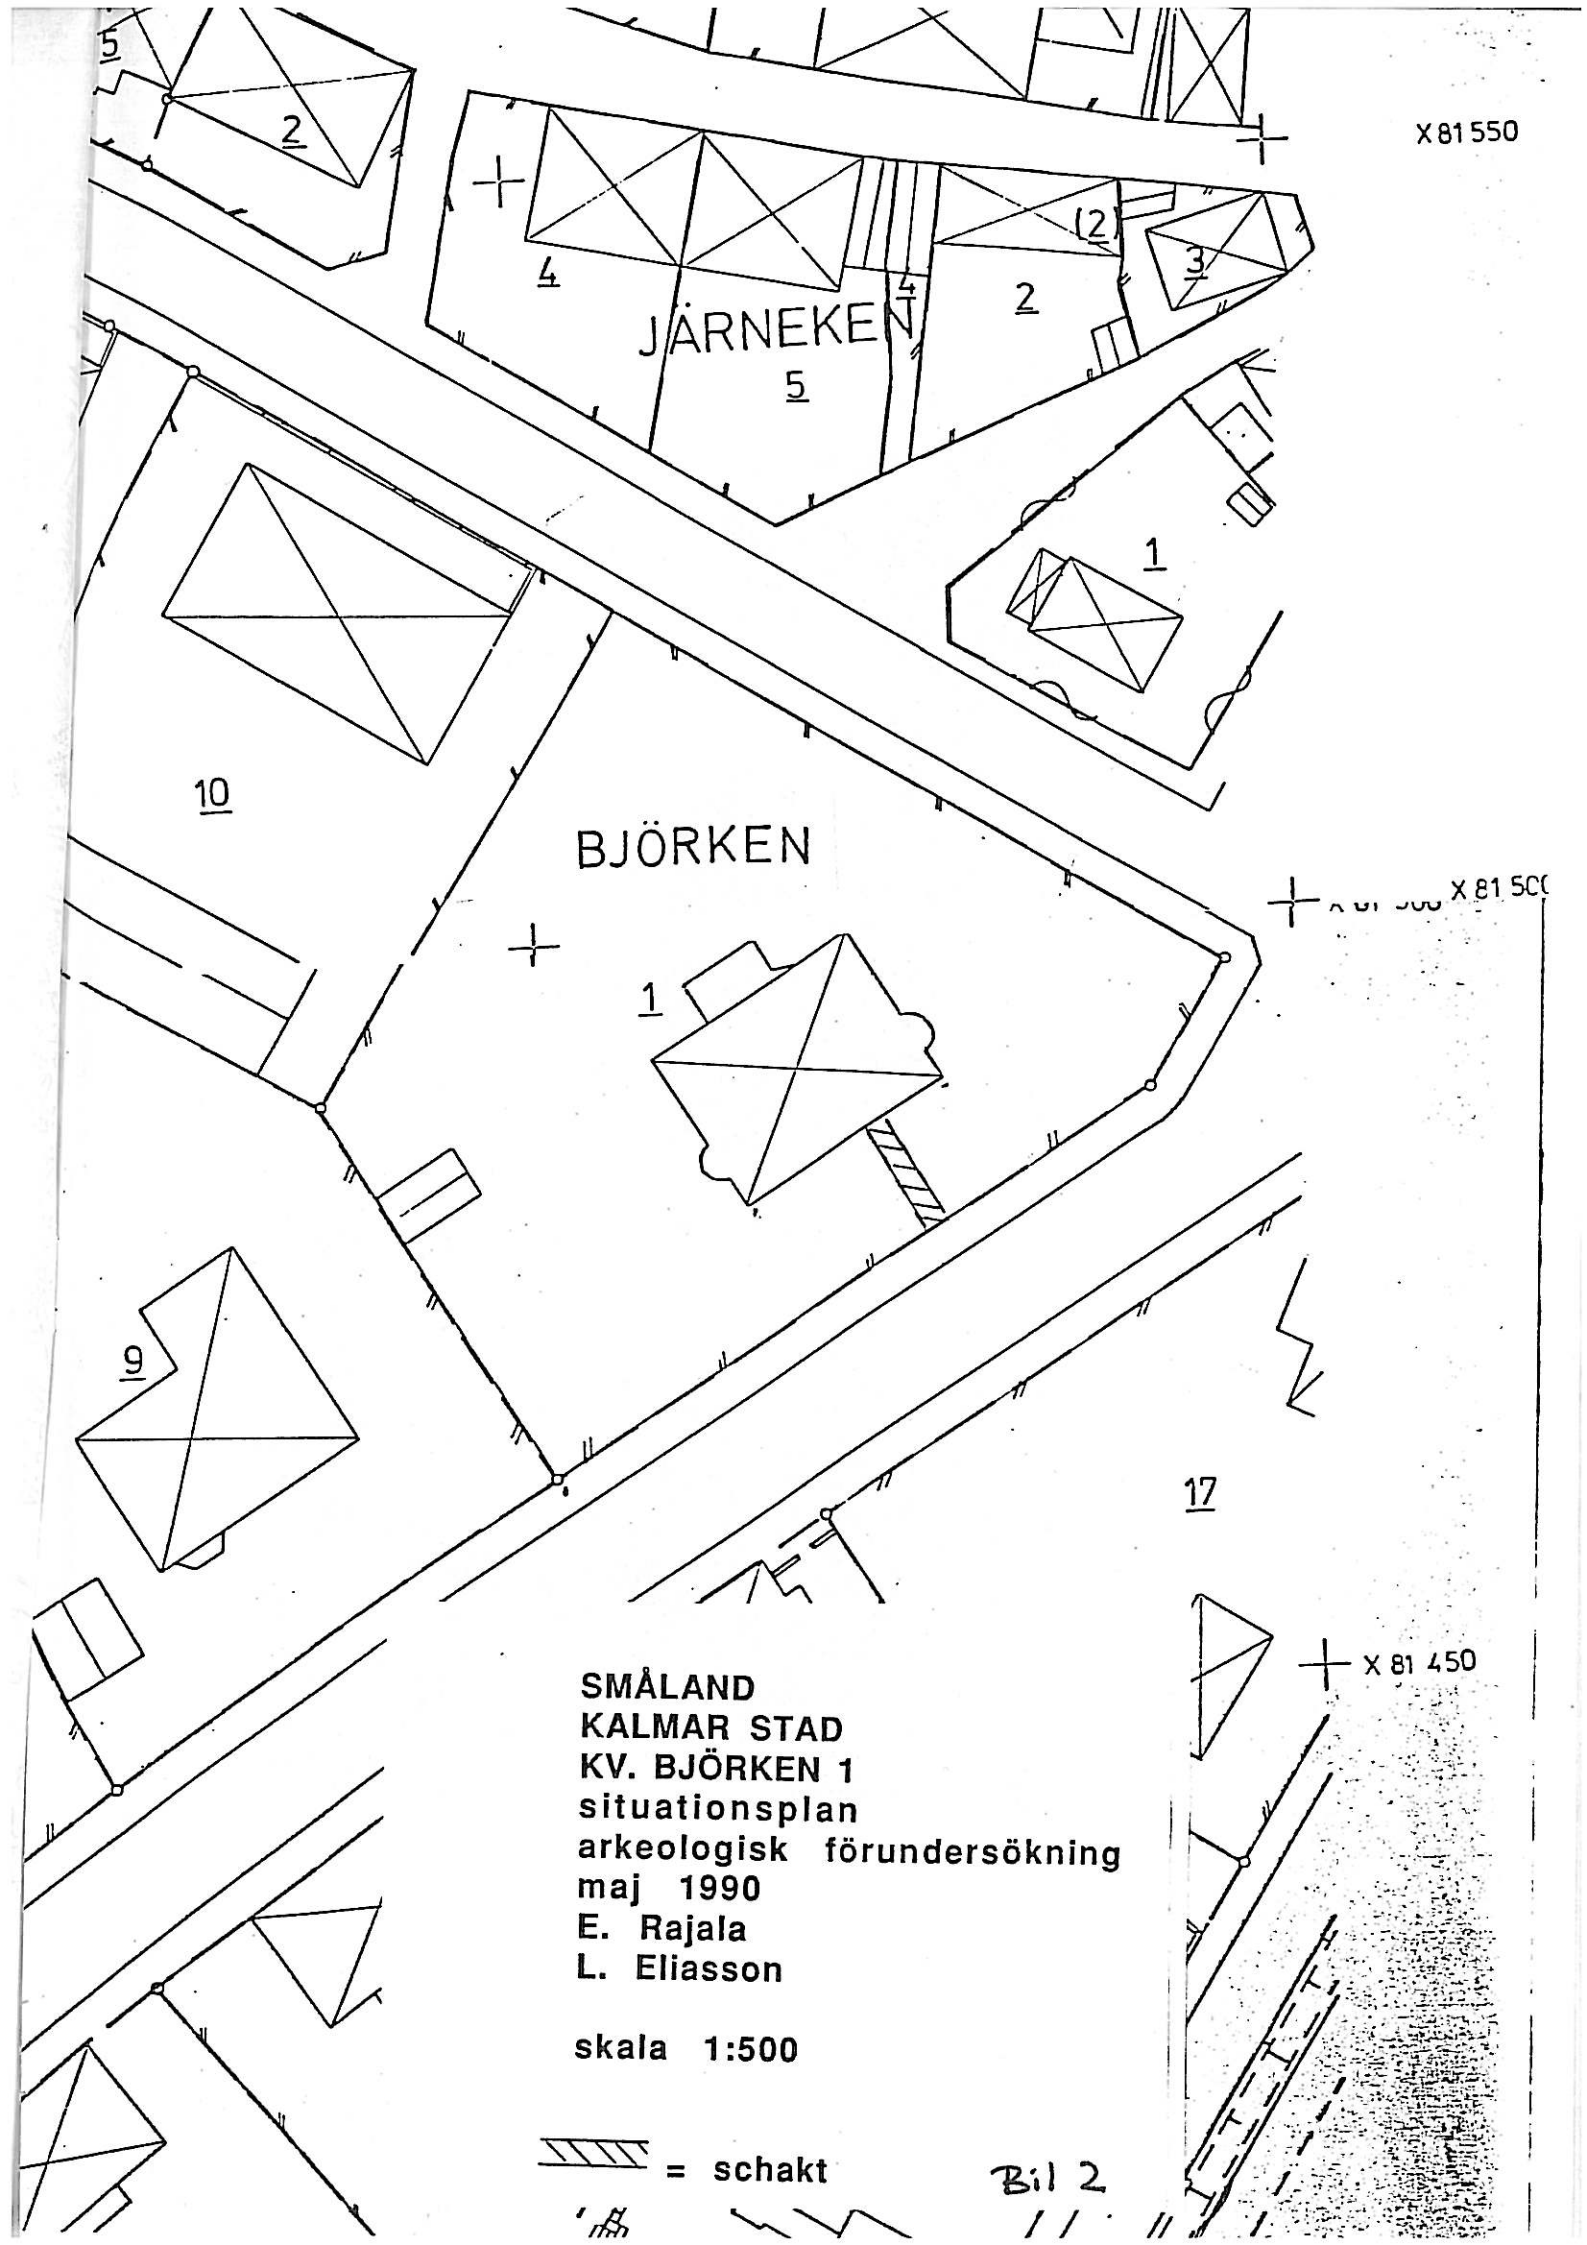 5
2
X 81 550
(2)
3
4
4
2
JÄRNEKEN
5
1
10
BJÖRKEN
X 81 500
1
9
17
X 81 450
SMÅLAND
KALMAR STAD
KV. BJÖRKEN 1
situationsplan
arkeologisk förundersökning
maj 1990
E. Rajala
L. Eliasson
skala 1:500
= schakt
Bil 2